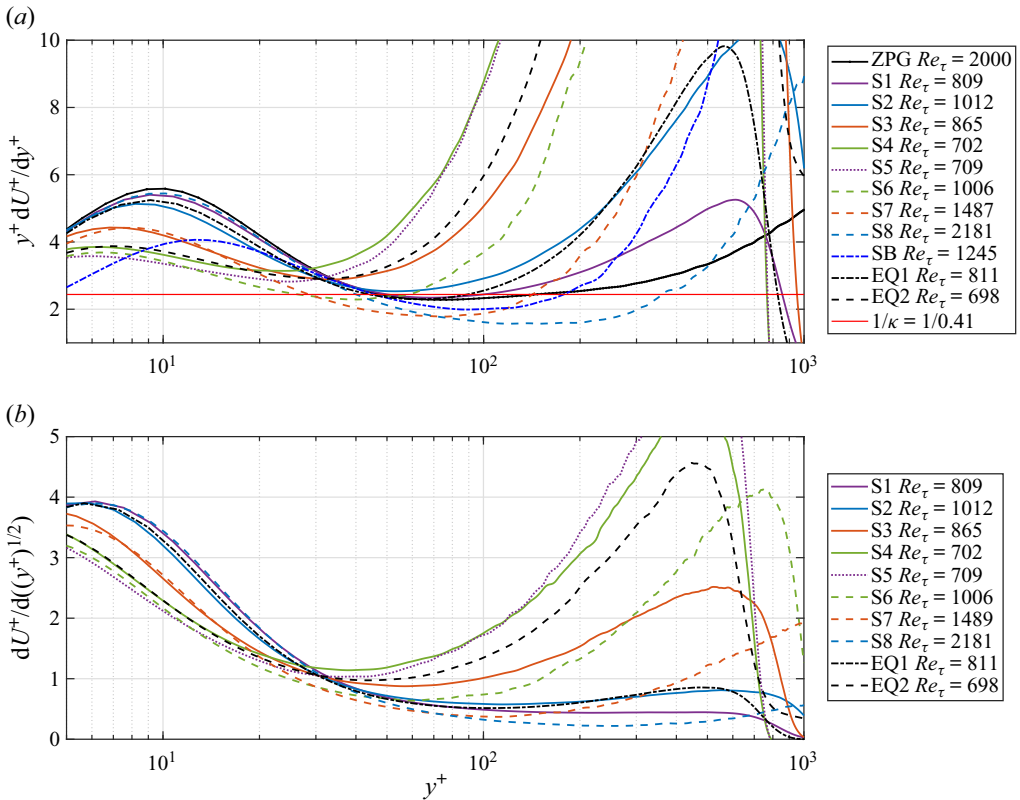 (a)
10
8
6
4
2
y⁺ dU⁺/dy⁺
10¹
10²
10³
ZPG Reτ = 2000
S1 Reτ = 809
S2 Reτ = 1012
S3 Reτ = 865
S4 Reτ = 702
S5 Reτ = 709
S6 Reτ = 1006
S7 Reτ = 1487
S8 Reτ = 2181
SB Reτ = 1245
EQ1 Reτ = 811
EQ2 Reτ = 698
1/κ = 1/0.41
(b)
5
4
3
2
1
0
dU⁺/d((y⁺)¹ᐟ²)
10¹
10²
10³
y⁺
S1 Reτ = 809
S2 Reτ = 1012
S3 Reτ = 865
S4 Reτ = 702
S5 Reτ = 709
S6 Reτ = 1006
S7 Reτ = 1489
S8 Reτ = 2181
EQ1 Reτ = 811
EQ2 Reτ = 698